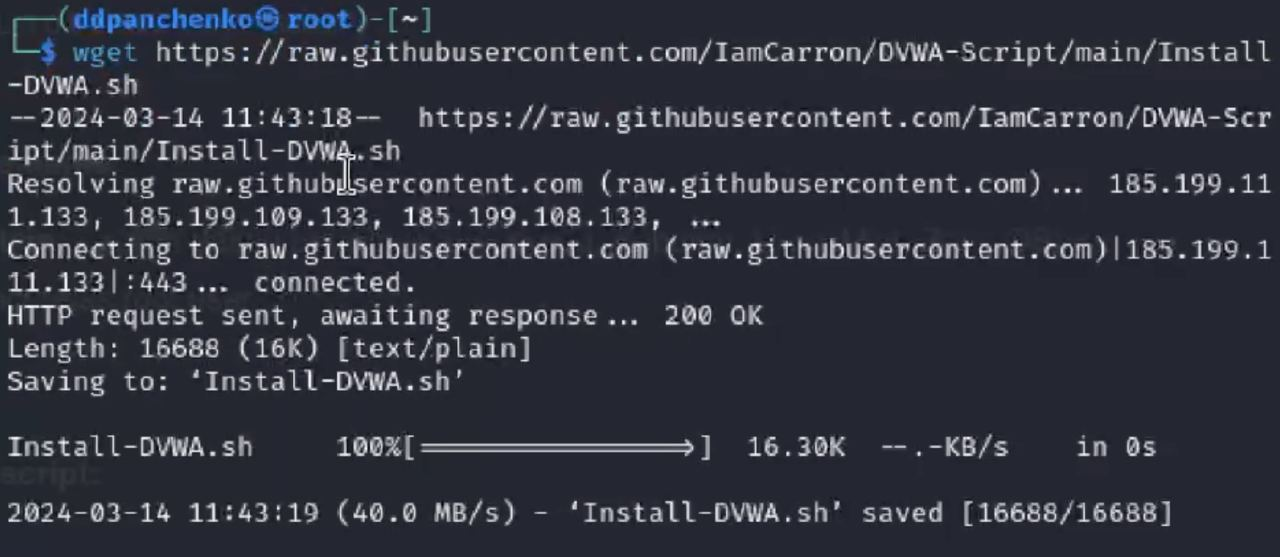 ┌──(ddpanchenko㉿root)-[~]
└─$ wget https://raw.githubusercontent.com/IamCarron/DVWA-Script/main/Install
-DVWA.sh
--2024-03-14 11:43:18--  https://raw.githubusercontent.com/IamCarron/DVWA-Scr
ipt/main/Install-DVWA.sh
Resolving raw.githubusercontent.com (raw.githubusercontent.com)... 185.199.11
1.133, 185.199.109.133, 185.199.108.133, ...
Connecting to raw.githubusercontent.com (raw.githubusercontent.com)|185.199.1
11.133|:443... connected.
HTTP request sent, awaiting response... 200 OK
Length: 16688 (16K) [text/plain]
Saving to: ‘Install-DVWA.sh’
Install-DVWA.sh     100%[=================>]  16.30K  --.-KB/s    in 0s
script:
2024-03-14 11:43:19 (40.0 MB/s) - ‘Install-DVWA.sh’ saved [16688/16688]